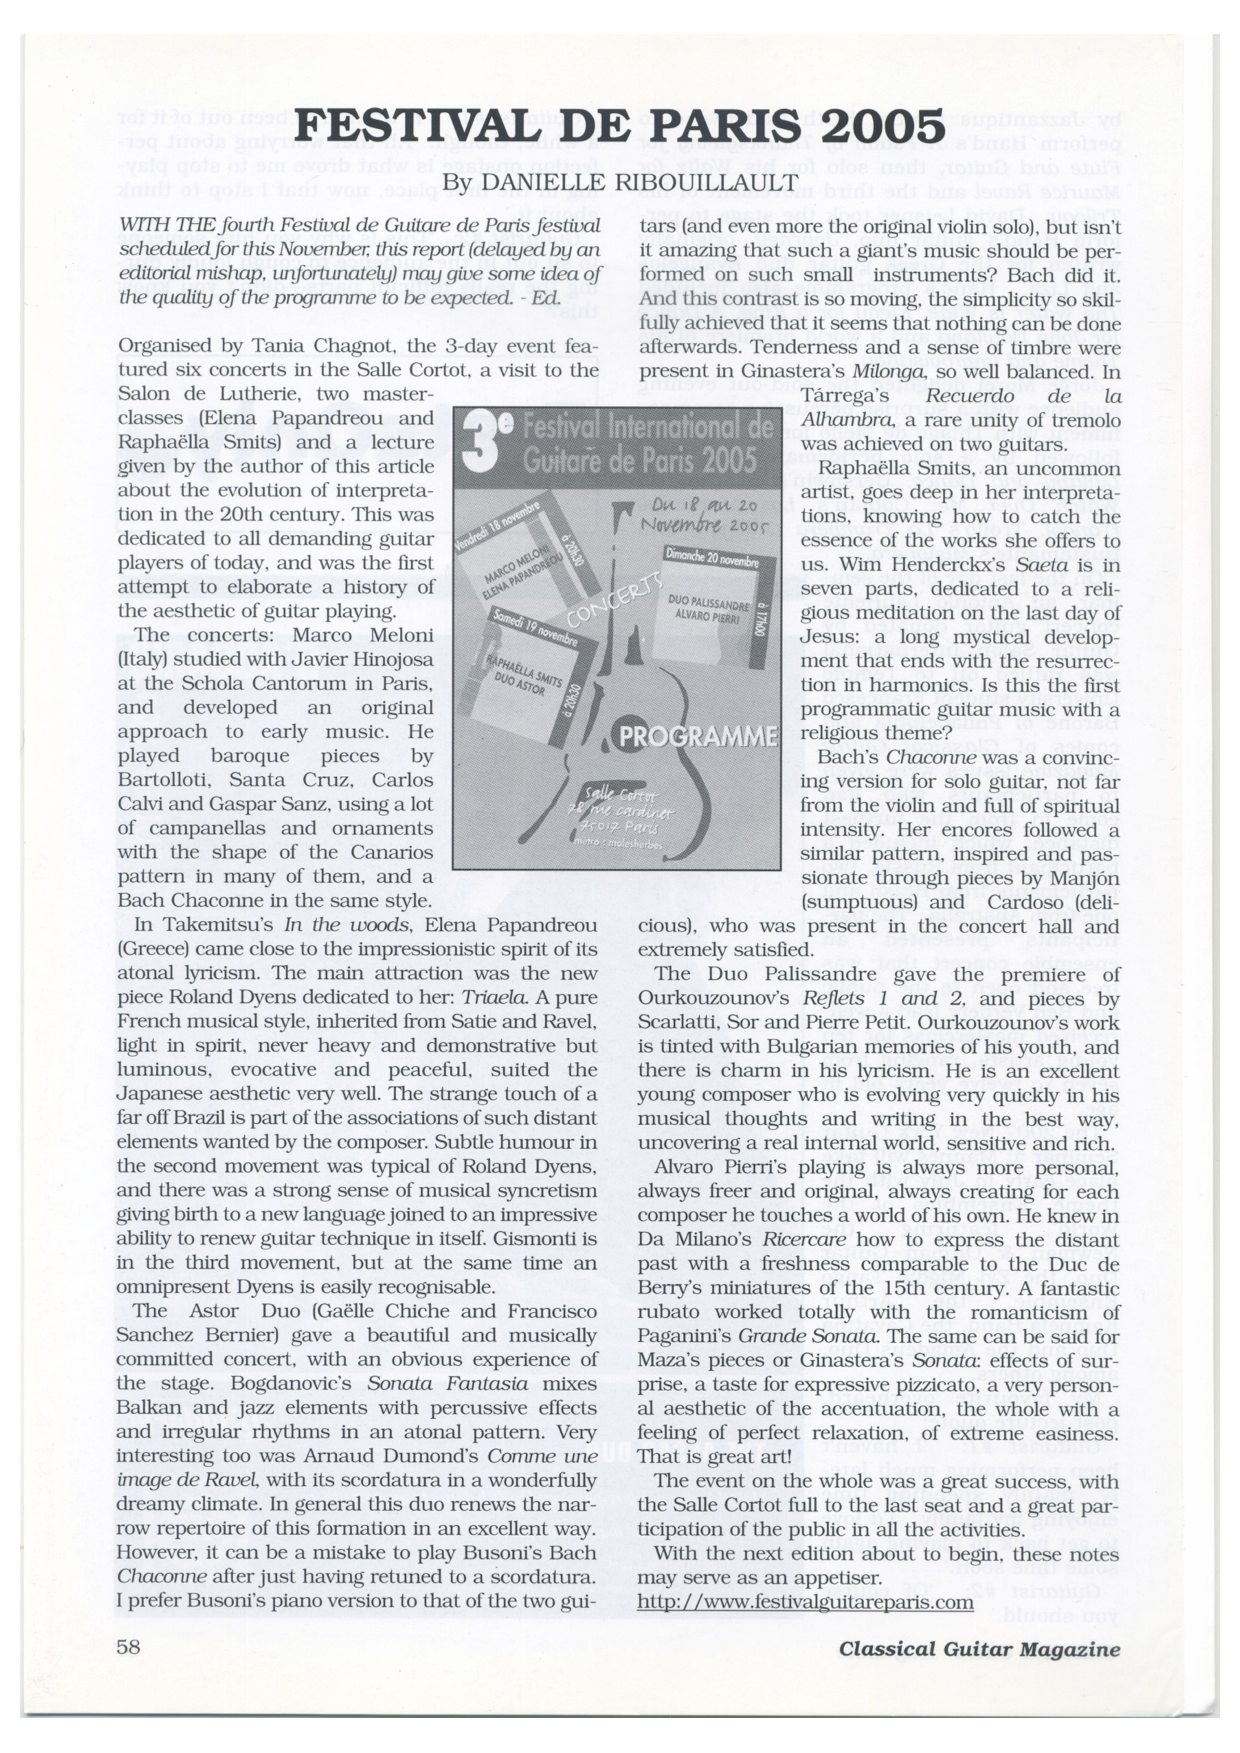 FESTIVAL DE PARIS 2005
By DANIELLE RIBOUILLAULT
WITH THE fourth Festival de Guitare de Paris festival
scheduled for this November, this report (delayed by an
editorial mishap, unfortunately) may give some idea of
the quality of the programme to be expected. - Ed.
Organised by Tania Chagnot, the 3-day event fea-
tured six concerts in the Salle Cortot, a visit to the
Salon de Lutherie, two master-
classes (Elena Papandreou and
Raphaëlla Smits) and a lecture
given by the author of this article
about the evolution of interpreta-
tion in the 20th century. This was
dedicated to all demanding guitar
players of today, and was the first
attempt to elaborate a history of
the aesthetic of guitar playing.
The concerts: Marco Meloni
(Italy) studied with Javier Hinojosa
at the Schola Cantorum in Paris,
and developed an original
approach to early music. He
played baroque pieces by
Bartolloti, Santa Cruz, Carlos
Calvi and Gaspar Sanz, using a lot
of campanellas and ornaments
with the shape of the Canarios
pattern in many of them, and a
Bach Chaconne in the same style.
In Takemitsu's In the woods, Elena Papandreou
(Greece) came close to the impressionistic spirit of its
atonal lyricism. The main attraction was the new
piece Roland Dyens dedicated to her: Triaela. A pure
French musical style, inherited from Satie and Ravel,
light in spirit, never heavy and demonstrative but
luminous, evocative and peaceful, suited the
Japanese aesthetic very well. The strange touch of a
far off Brazil is part of the associations of such distant
elements wanted by the composer. Subtle humour in
the second movement was typical of Roland Dyens,
and there was a strong sense of musical syncretism
giving birth to a new language joined to an impressive
ability to renew guitar technique in itself. Gismonti is
in the third movement, but at the same time an
omnipresent Dyens is easily recognisable.
The Astor Duo (Gaëlle Chiche and Francisco
Sanchez Bernier) gave a beautiful and musically
committed concert, with an obvious experience of
the stage. Bogdanovic's Sonata Fantasia mixes
Balkan and jazz elements with percussive effects
and irregular rhythms in an atonal pattern. Very
interesting too was Arnaud Dumond's Comme une
image de Ravel, with its scordatura in a wonderfully
dreamy climate. In general this duo renews the nar-
row repertoire of this formation in an excellent way.
However, it can be a mistake to play Busoni's Bach
Chaconne after just having retuned to a scordatura.
I prefer Busoni's piano version to that of the two gui-
3e Festival International de
Guitare de Paris 2005
Du 18 au 20
Novembre 2005
Vendredi 18 novembre
à 20h30
MARCO MELONI
ELENA PAPANDREOU
CONCERTS
Dimanche 20 novembre
à 17h00
DUO PALISSANDRE
ALVARO PIERRI
Samedi 19 novembre
à 20h30
RAPHAËLLA SMITS
DUO ASTOR
PROGRAMME
Salle Cortot
78 rue cardinet
75017 Paris
metro : malesherbes
tars (and even more the original violin solo), but isn't
it amazing that such a giant's music should be per-
formed on such small instruments? Bach did it.
And this contrast is so moving, the simplicity so skil-
fully achieved that it seems that nothing can be done
afterwards. Tenderness and a sense of timbre were
present in Ginastera's Milonga, so well balanced. In
Tárrega's Recuerdo de la
Alhambra, a rare unity of tremolo
was achieved on two guitars.
Raphaëlla Smits, an uncommon
artist, goes deep in her interpreta-
tions, knowing how to catch the
essence of the works she offers to
us. Wim Henderckx's Saeta is in
seven parts, dedicated to a reli-
gious meditation on the last day of
Jesus: a long mystical develop-
ment that ends with the resurrec-
tion in harmonics. Is this the first
programmatic guitar music with a
religious theme?
Bach's Chaconne was a convinc-
ing version for solo guitar, not far
from the violin and full of spiritual
intensity. Her encores followed a
similar pattern, inspired and pas-
sionate through pieces by Manjón
(sumptuous) and Cardoso (deli-
cious), who was present in the concert hall and
extremely satisfied.
The Duo Palissandre gave the premiere of
Ourkouzounov's Reflets 1 and 2, and pieces by
Scarlatti, Sor and Pierre Petit. Ourkouzounov's work
is tinted with Bulgarian memories of his youth, and
there is charm in his lyricism. He is an excellent
young composer who is evolving very quickly in his
musical thoughts and writing in the best way,
uncovering a real internal world, sensitive and rich.
Alvaro Pierri's playing is always more personal,
always freer and original, always creating for each
composer he touches a world of his own. He knew in
Da Milano's Ricercare how to express the distant
past with a freshness comparable to the Duc de
Berry's miniatures of the 15th century. A fantastic
rubato worked totally with the romanticism of
Paganini's Grande Sonata. The same can be said for
Maza's pieces or Ginastera's Sonata: effects of sur-
prise, a taste for expressive pizzicato, a very person-
al aesthetic of the accentuation, the whole with a
feeling of perfect relaxation, of extreme easiness.
That is great art!
The event on the whole was a great success, with
the Salle Cortot full to the last seat and a great par-
ticipation of the public in all the activities.
With the next edition about to begin, these notes
may serve as an appetiser.
http://www.festivalguitareparis.com
58
Classical Guitar Magazine